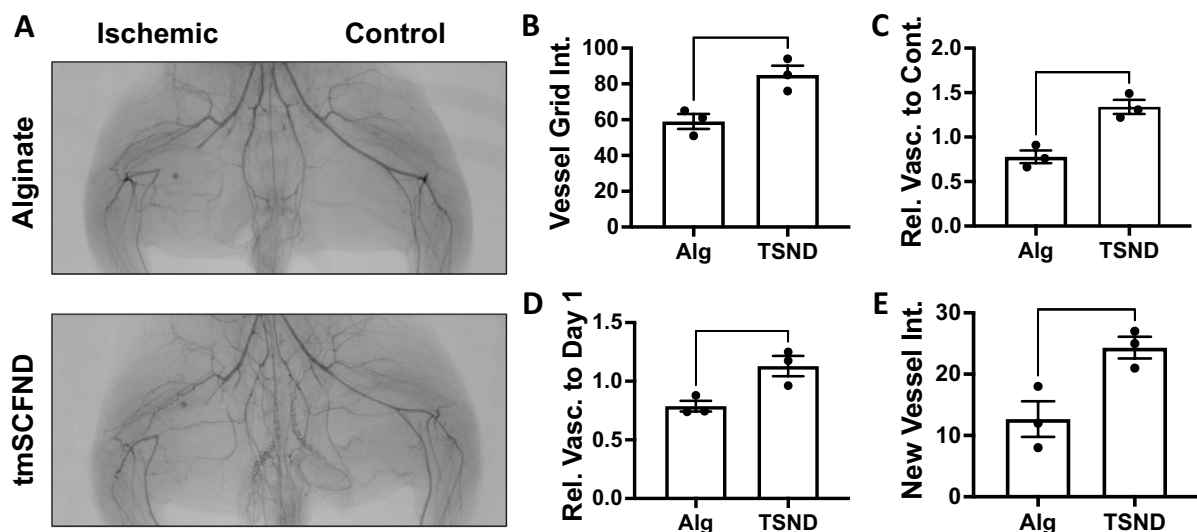 A
Ischemic Control
Alginate
tmSCFND
B
Vessel Grid Int.
100
80
60
40
20
0
Alg TSND
C
Rel. Vasc. to Cont.
2.0
1.5
1.0
0.5
0.0
Alg TSND
D
Rel. Vasc. to Day 1
1.5
1.0
0.5
0.0
Alg TSND
E
New Vessel Int.
30
20
10
0
Alg TSND